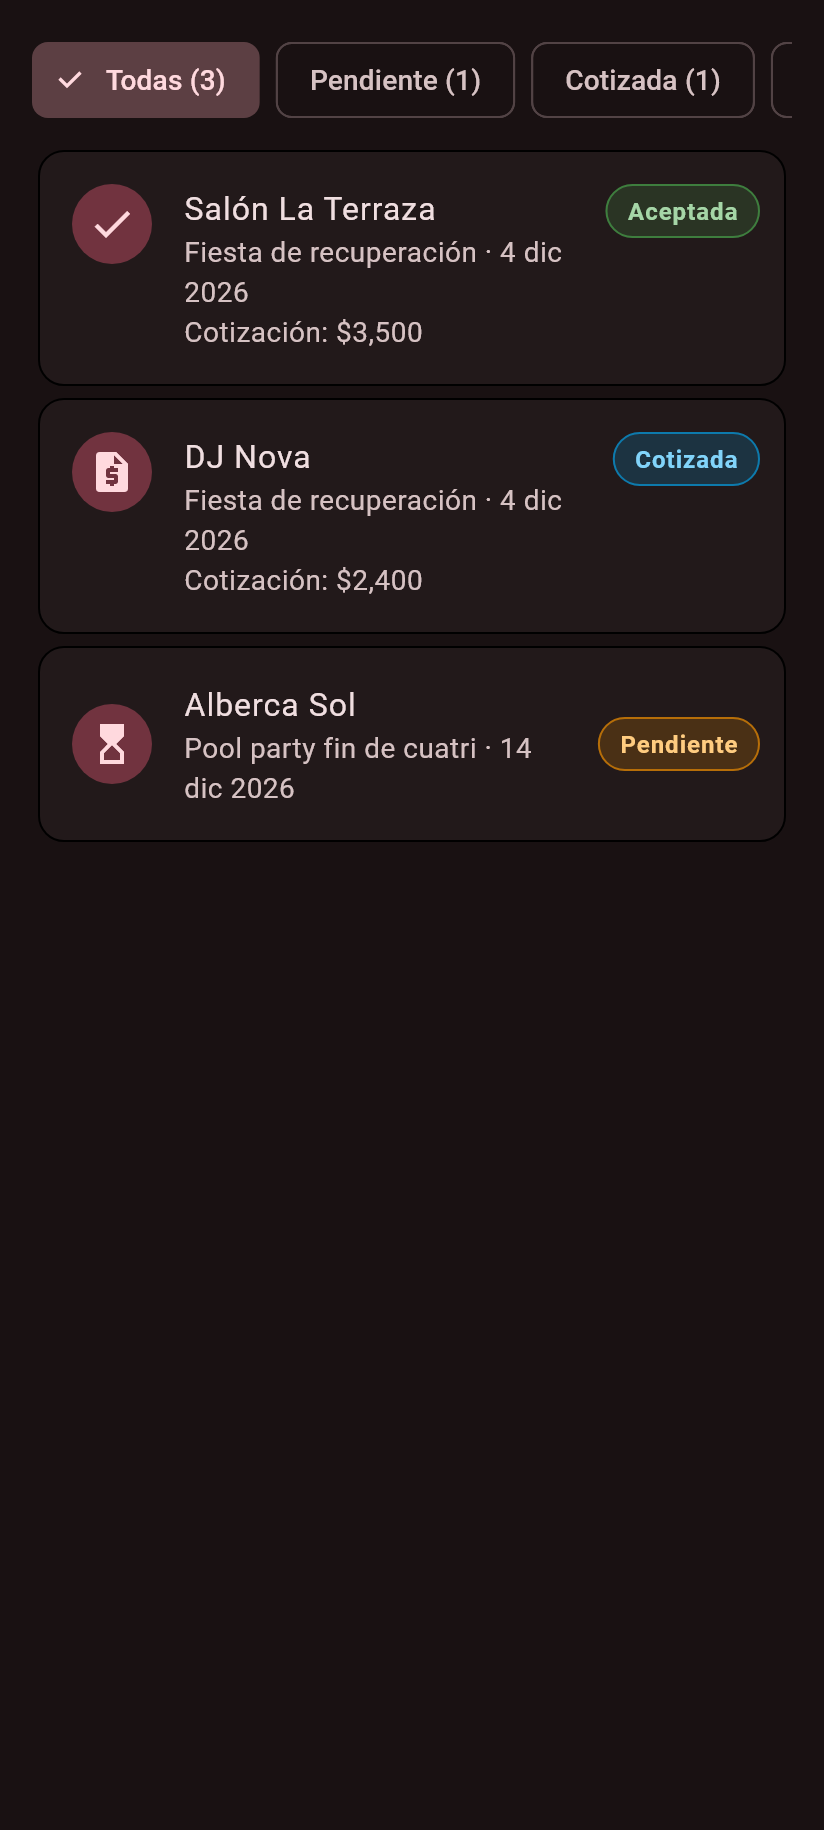 Todas (3)
Pendiente (1)
Cotizada (1)
Salón La Terraza
Aceptada
Fiesta de recuperación · 4 dic
2026
Cotización: $3,500
DJ Nova
Cotizada
Fiesta de recuperación · 4 dic
2026
Cotización: $2,400
Alberca Sol
Pendiente
Pool party fin de cuatri · 14
dic 2026